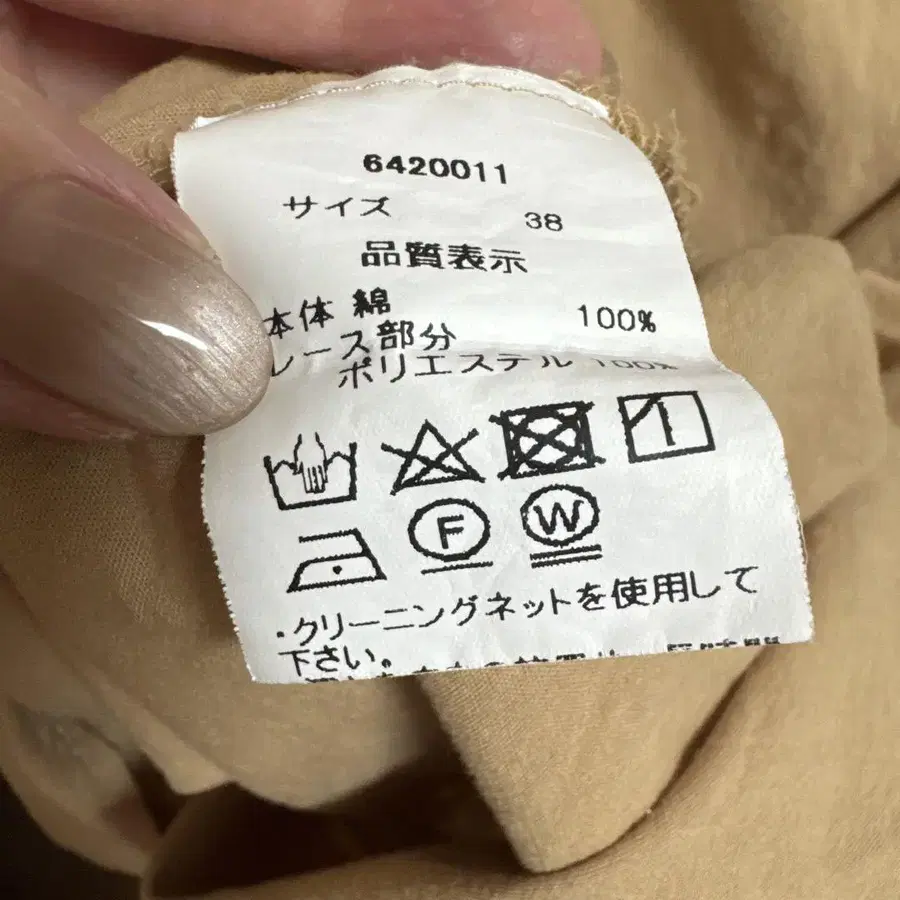 6420011
サイズ 38
品質表示
本体 綿 100%
レース部分
ポリエステル 100%
F W
・クリーニングネットを使用して
下さい。